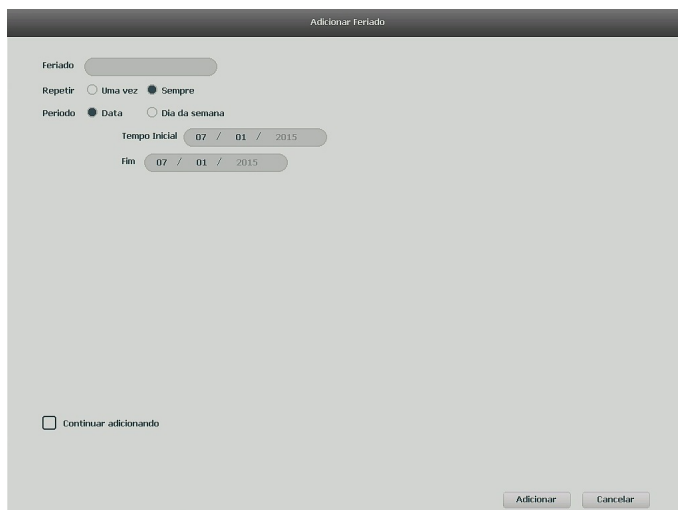 Adicionar Feriado
Feriado
Repetir Uma vez Sempre
Periodo Data Dia da semana
Tempo Inicial 07 / 01 / 2015
Fim 07 / 01 / 2015
Continuar adicionando
Adicionar Cancelar